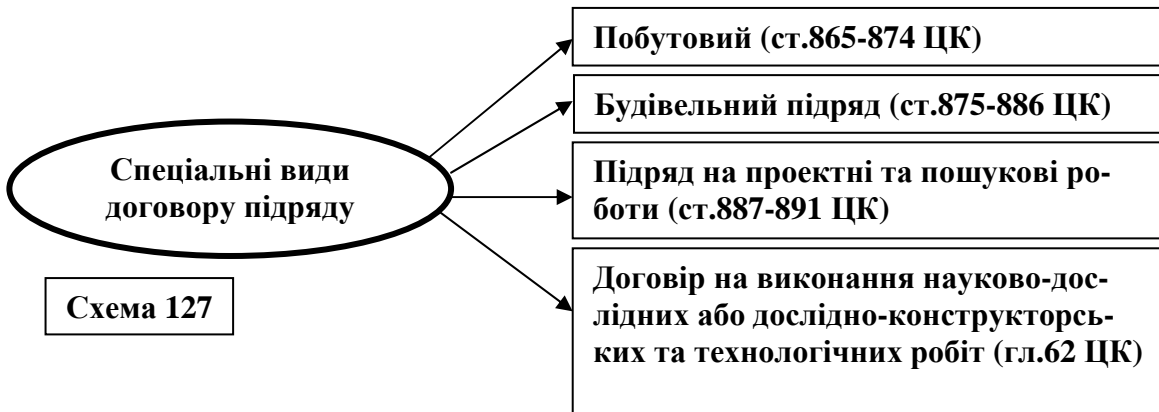 Побутовий (ст.865-874 ЦК)
Будівельний підряд (ст.875-886 ЦК)
Спеціальні види
договору підряду
Підряд на проектні та пошукові ро-
боти (ст.887-891 ЦК)
Договір на виконання науково-дос-
лідних або дослідно-конструкторсь-
ких та технологічних робіт (гл.62 ЦК)
Схема 127